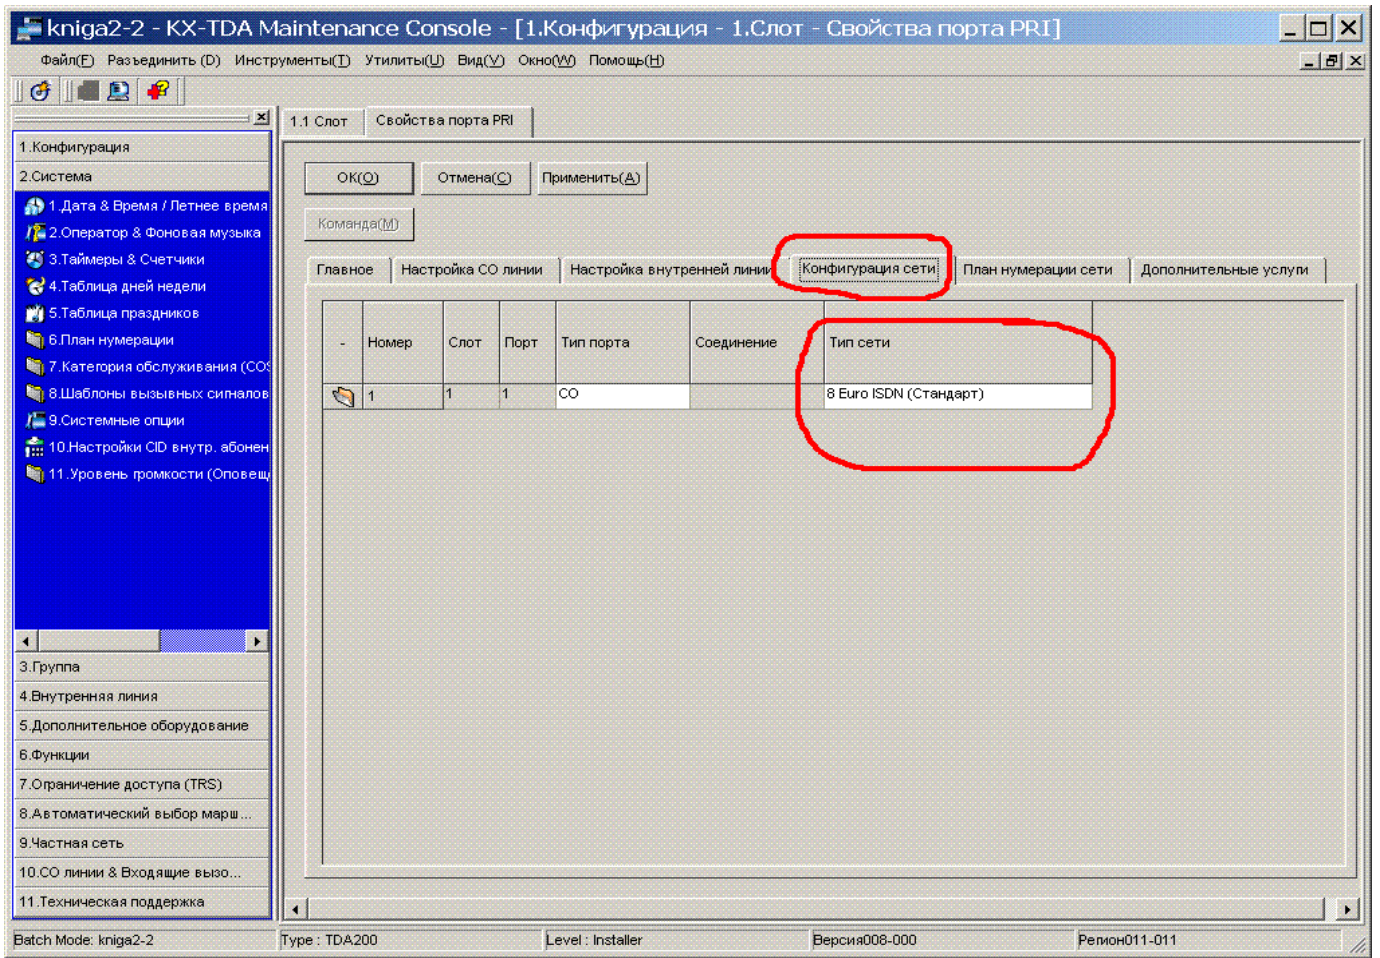 kniga2-2 - KX-TDA Maintenance Console - [1.Конфигурация - 1.Слот - Свойства порта PRI]
Файл(F) Разъединить (D) Инструменты(T) Утилиты(U) Вид(V) Окно(W) Помощь(H)
1.Конфигурация
2.Система
1.Дата & Время / Летнее время
2.Оператор & Фоновая музыка
3.Таймеры & Счетчики
4.Таблица дней недели
5.Таблица праздников
6.План нумерации
7.Категория обслуживания (COS
8.Шаблоны вызывных сигналов
9.Системные опции
10.Настройки CID внутр. абонен
11.Уровень громкости (Оповещ
3.Группа
4.Внутренняя линия
5.Дополнительное оборудование
6.Функции
7.Ограничение доступа (TRS)
8.Автоматический выбор марш...
9.Частная сеть
10.CO линии & Входящие вызо...
11.Техническая поддержка
1.1 Слот Свойства порта PRI
OK(O) Отмена(C) Применить(A)
Команда(M)
Главное Настройка CO линии Настройка внутренней линии Конфигурация сети План нумерации сети Дополнительные услуги
- Номер Слот Порт Тип порта Соединение Тип сети
1 1 1 CO 8 Euro ISDN (Стандарт)
Batch Mode: kniga2-2 Type : TDA200 Level : Installer Версия008-000 Регион011-011